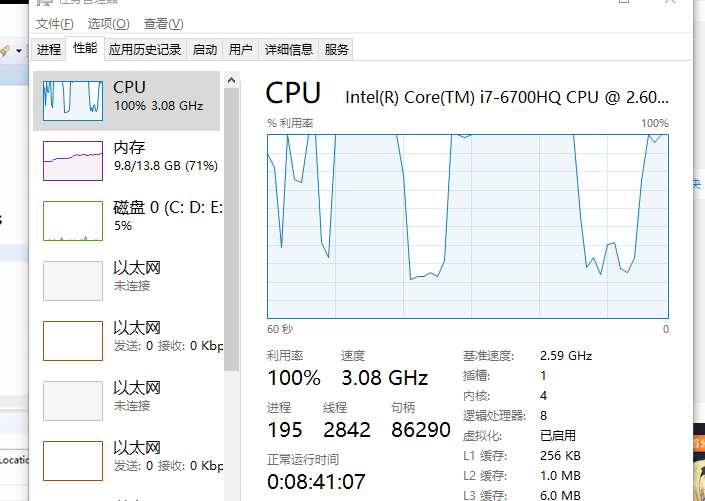 任务管理器
文件(F) 选项(O) 查看(V)
进程 性能 应用历史记录 启动 用户 详细信息 服务
CPU
100% 3.08 GHz
内存
9.8/13.8 GB (71%)
磁盘 0 (C: D: E:
5%
以太网
未连接
以太网
发送: 0 接收: 0 Kbp
以太网
未连接
以太网
发送: 0 接收: 0 Kbp
CPU
Intel(R) Core(TM) i7-6700HQ CPU @ 2.60...
% 利用率
100%
60 秒
0
利用率
速度
100%
3.08 GHz
进程
线程
句柄
195
2842
86290
正常运行时间
0:08:41:07
基准速度: 2.59 GHz
插槽: 1
内核: 4
逻辑处理器: 8
虚拟化: 已启用
L1 缓存: 256 KB
L2 缓存: 1.0 MB
L3 缓存: 6.0 MB
Locatio